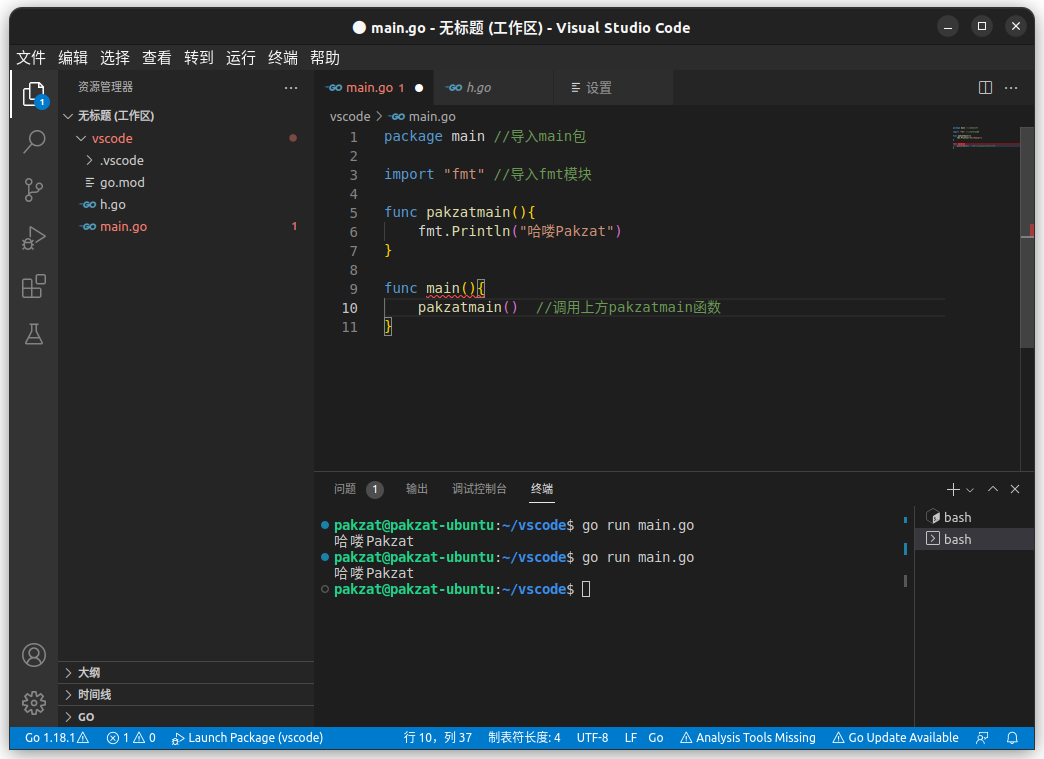 ● main.go - 无标题 (工作区) - Visual Studio Code
文件 编辑 选择 查看 转到 运行 终端 帮助
1
资源管理器 ···
无标题 (工作区)
vscode
.vscode
go.mod
h.go
main.go 1
大纲
时间线
GO
main.go 1 ●
h.go
设置
vscode > main.go
1 package main //导入main包
2
3 import "fmt" //导入fmt模块
4
5 func pakzatmain(){
6 fmt.Println("哈喽Pakzat")
7 }
8
9 func main(){
10 pakzatmain() //调用上方pakzatmain函数
11 }
问题 1 输出 调试控制台 终端
pakzat@pakzat-ubuntu:~/vscode$ go run main.go
哈喽Pakzat
pakzat@pakzat-ubuntu:~/vscode$ go run main.go
哈喽Pakzat
pakzat@pakzat-ubuntu:~/vscode$
bash
bash
Go 1.18.1 1 0 Launch Package (vscode) 行 10，列 37 制表符长度: 4 UTF-8 LF Go Analysis Tools Missing Go Update Available